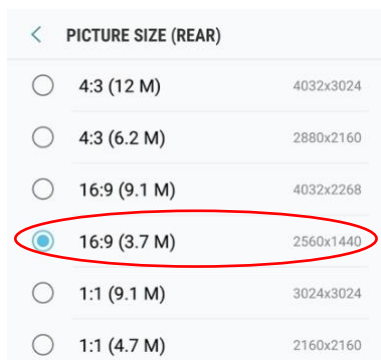 PICTURE SIZE (REAR)
4:3 (12 M) 4032x3024
4:3 (6.2 M) 2880x2160
16:9 (9.1 M) 4032x2268
16:9 (3.7 M) 2560x1440
1:1 (9.1 M) 3024x3024
1:1 (4.7 M) 2160x2160